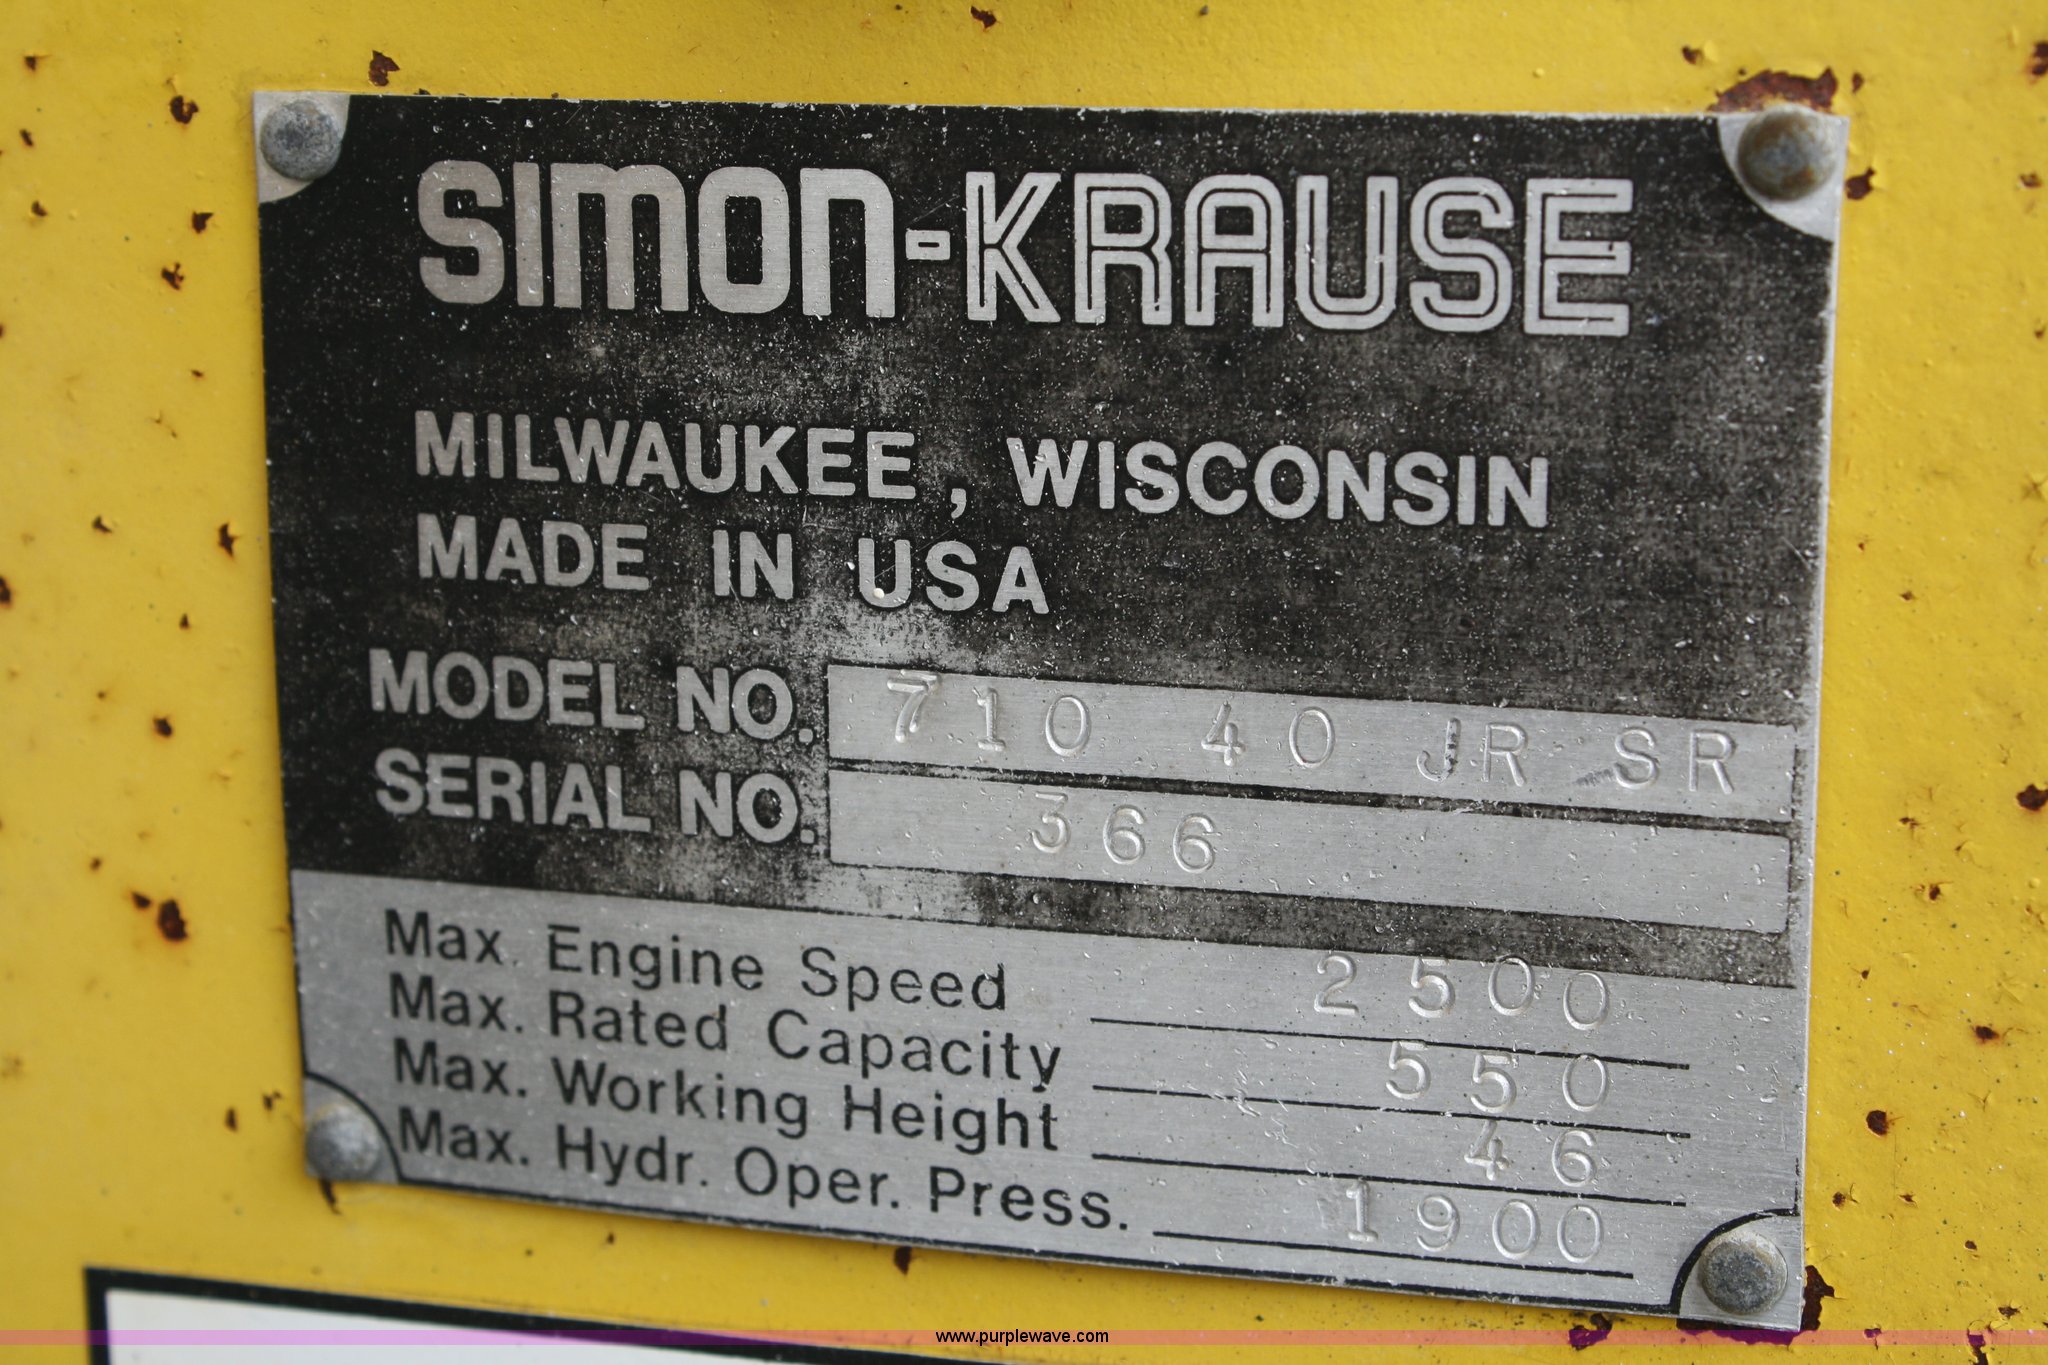 SIMON-KRAUSE
MILWAUKEE, WISCONSIN
MADE IN USA
MODEL NO. 710 40 JR SR
SERIAL NO. 366
Max. Engine Speed 2500
Max. Rated Capacity 550
Max. Working Height 46
Max. Hydr. Oper. Press. 1900
www.purplewave.com